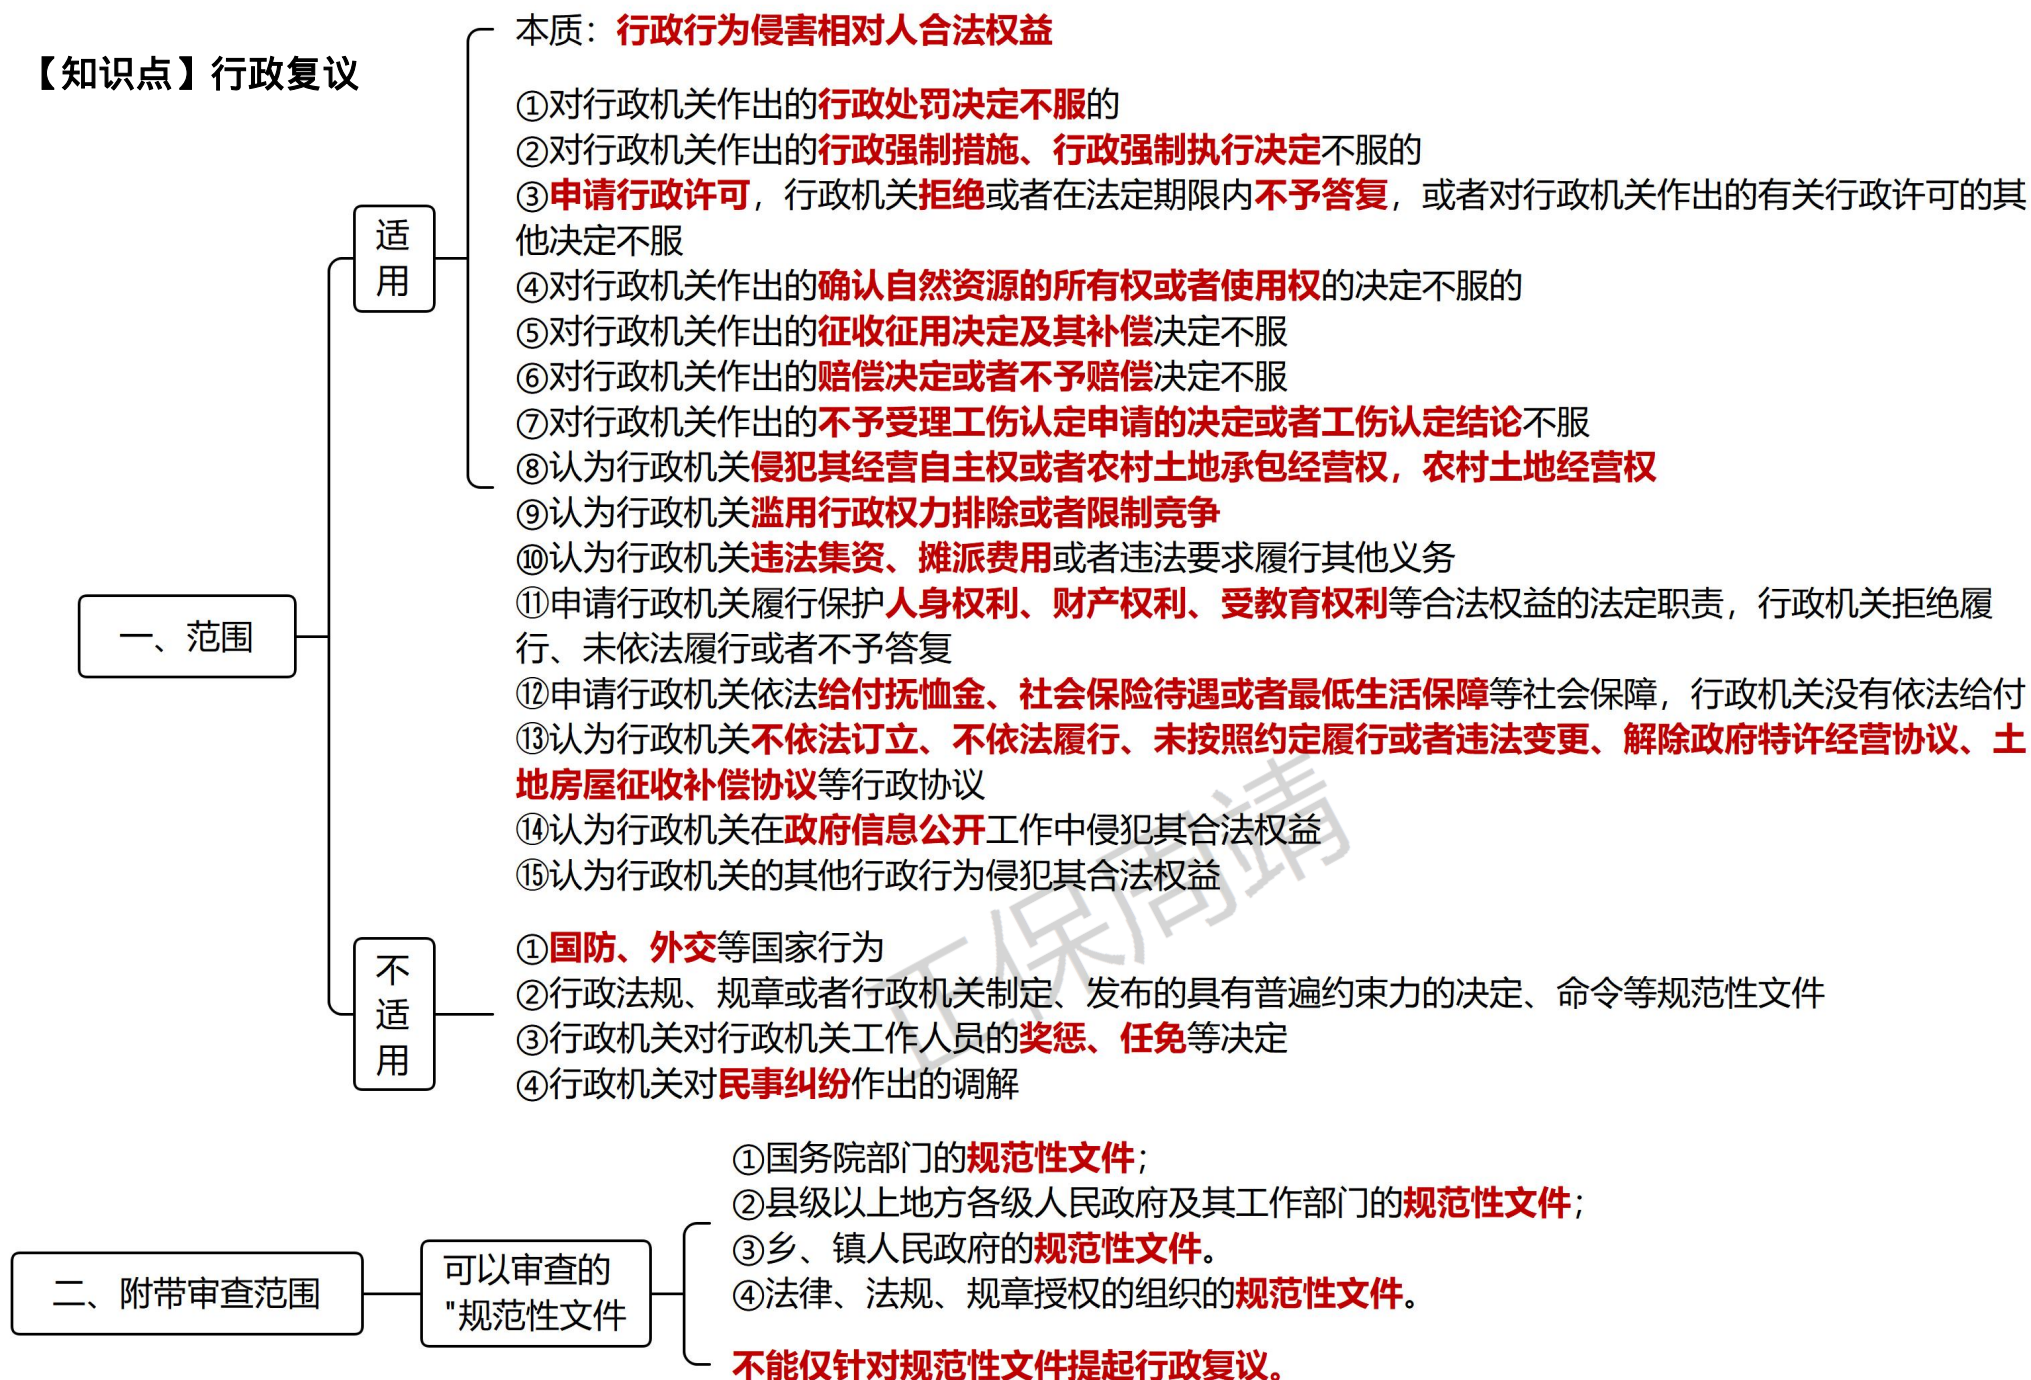 【知识点】行政复议
一、范围
适
用
本质：行政行为侵害相对人合法权益
①对行政机关作出的行政处罚决定不服的
②对行政机关作出的行政强制措施、行政强制执行决定不服的
③申请行政许可，行政机关拒绝或者在法定期限内不予答复，或者对行政机关作出的有关行政许可的其
他决定不服
④对行政机关作出的确认自然资源的所有权或者使用权的决定不服的
⑤对行政机关作出的征收征用决定及其补偿决定不服
⑥对行政机关作出的赔偿决定或者不予赔偿决定不服
⑦对行政机关作出的不予受理工伤认定申请的决定或者工伤认定结论不服
⑧认为行政机关侵犯其经营自主权或者农村土地承包经营权，农村土地经营权
⑨认为行政机关滥用行政权力排除或者限制竞争
⑩认为行政机关违法集资、摊派费用或者违法要求履行其他义务
⑪申请行政机关履行保护人身权利、财产权利、受教育权利等合法权益的法定职责，行政机关拒绝履
行、未依法履行或者不予答复
⑫申请行政机关依法给付抚恤金、社会保险待遇或者最低生活保障等社会保障，行政机关没有依法给付
⑬认为行政机关不依法订立、不依法履行、未按照约定履行或者违法变更、解除政府特许经营协议、土
地房屋征收补偿协议等行政协议
⑭认为行政机关在政府信息公开工作中侵犯其合法权益
⑮认为行政机关的其他行政行为侵犯其合法权益
不
适
用
①国防、外交等国家行为
②行政法规、规章或者行政机关制定、发布的具有普遍约束力的决定、命令等规范性文件
③行政机关对行政机关工作人员的奖惩、任免等决定
④行政机关对民事纠纷作出的调解
二、附带审查范围
可以审查的
"规范性文件
①国务院部门的规范性文件；
②县级以上地方各级人民政府及其工作部门的规范性文件；
③乡、镇人民政府的规范性文件。
④法律、法规、规章授权的组织的规范性文件。
不能仅针对规范性文件提起行政复议。
正保周靖